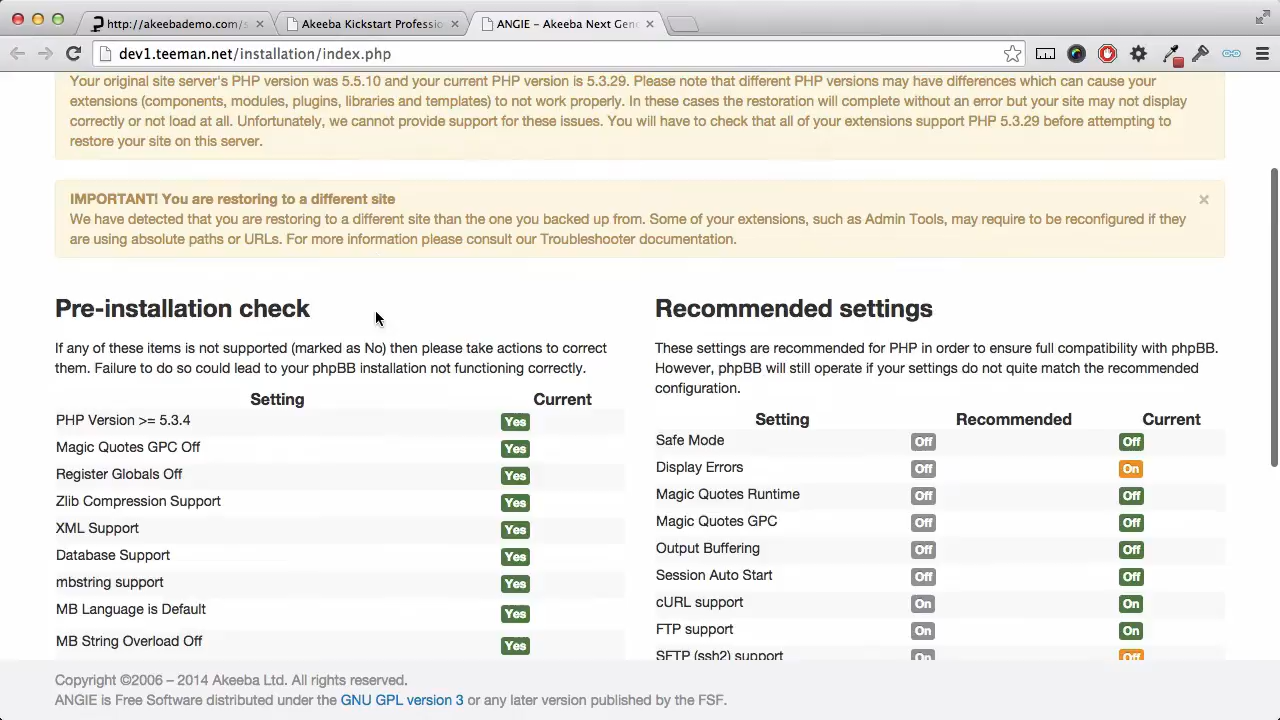 http://akeebademo.com/s
Akeeba Kickstart Professio
ANGIE – Akeeba Next Gen
dev1.teeman.net/installation/index.php
Your original site server's PHP version was 5.5.10 and your current PHP version is 5.3.29. Please note that different PHP versions may have differences which can cause your
extensions (components, modules, plugins, libraries and templates) to not work properly. In these cases the restoration will complete without an error but your site may not display
correctly or not load at all. Unfortunately, we cannot provide support for these issues. You will have to check that all of your extensions support PHP 5.3.29 before attempting to
restore your site on this server.
IMPORTANT! You are restoring to a different site
We have detected that you are restoring to a different site than the one you backed up from. Some of your extensions, such as Admin Tools, may require to be reconfigured if they
are using absolute paths or URLs. For more information please consult our Troubleshooter documentation.
Pre-installation check
If any of these items is not supported (marked as No) then please take actions to correct
them. Failure to do so could lead to your phpBB installation not functioning correctly.
Setting Current
PHP Version >= 5.3.4 Yes
Magic Quotes GPC Off Yes
Register Globals Off Yes
Zlib Compression Support Yes
XML Support Yes
Database Support Yes
mbstring support Yes
MB Language is Default Yes
MB String Overload Off Yes
Recommended settings
These settings are recommended for PHP in order to ensure full compatibility with phpBB.
However, phpBB will still operate if your settings do not quite match the recommended
configuration.
Setting Recommended Current
Safe Mode Off Off
Display Errors Off On
Magic Quotes Runtime Off Off
Magic Quotes GPC Off Off
Output Buffering Off Off
Session Auto Start Off Off
cURL support On On
FTP support On On
SFTP (ssh2) support On Off
Copyright ©2006 – 2014 Akeeba Ltd. All rights reserved.
ANGIE is Free Software distributed under the GNU GPL version 3 or any later version published by the FSF.